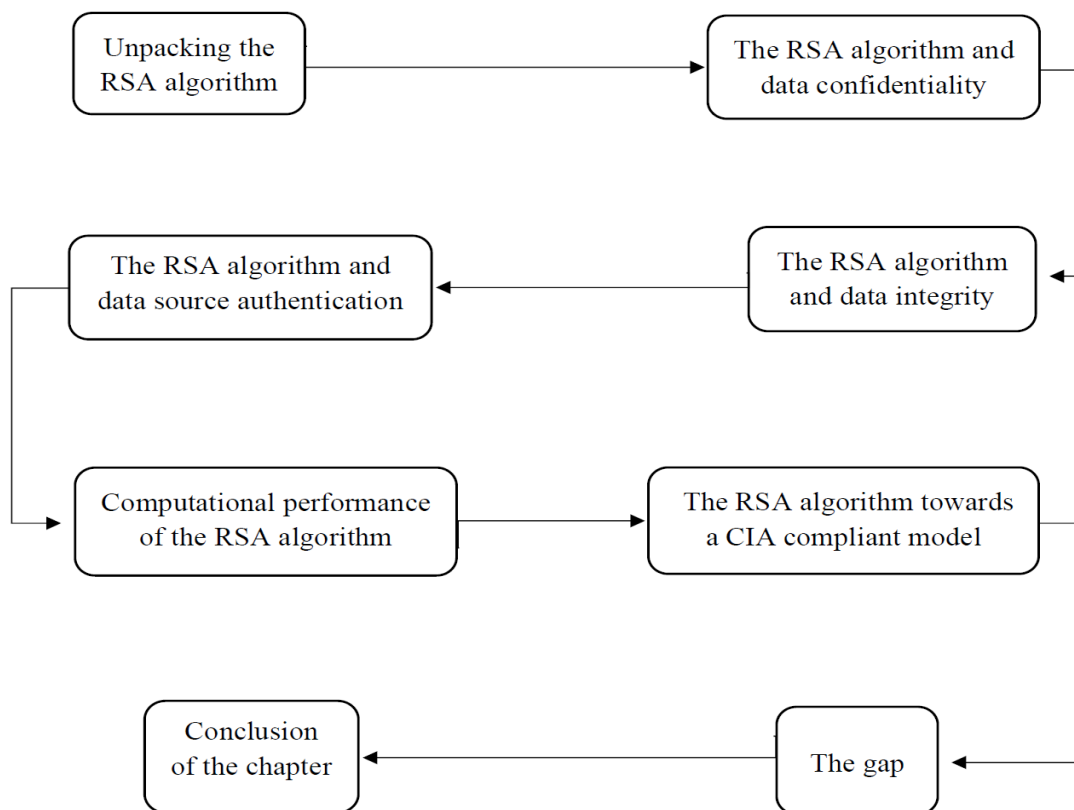 Unpacking the
RSA algorithm
The RSA algorithm and
data confidentiality
The RSA algorithm
and data integrity
The RSA algorithm and
data source authentication
Computational performance
of the RSA algorithm
The RSA algorithm towards
a CIA compliant model
The gap
Conclusion
of the chapter